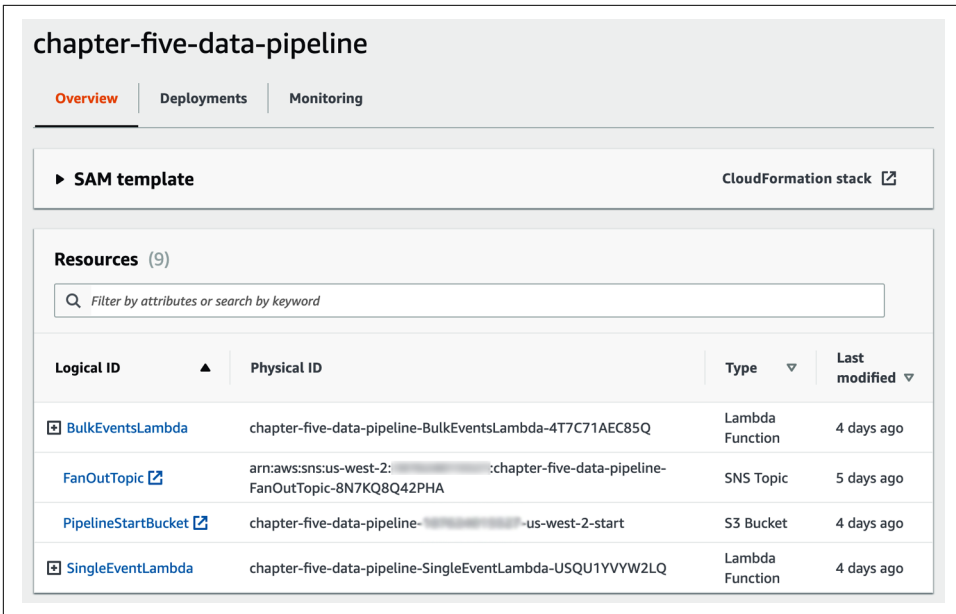 chapter-five-data-pipeline
Overview
Deployments
Monitoring
SAM template
CloudFormation stack
Resources (9)
Filter by attributes or search by keyword
Logical ID
Physical ID
Type
Last
modified
BulkEventsLambda
chapter-five-data-pipeline-BulkEventsLambda-4T7C71AEC85Q
Lambda
Function
4 days ago
FanOutTopic
arn:aws:sns:us-west-2: :chapter-five-data-pipeline-
FanOutTopic-8N7KQ8Q42PHA
SNS Topic
5 days ago
PipelineStartBucket
chapter-five-data-pipeline- -us-west-2-start
S3 Bucket
4 days ago
SingleEventLambda
chapter-five-data-pipeline-SingleEventLambda-USQU1YVYW2LQ
Lambda
Function
4 days ago